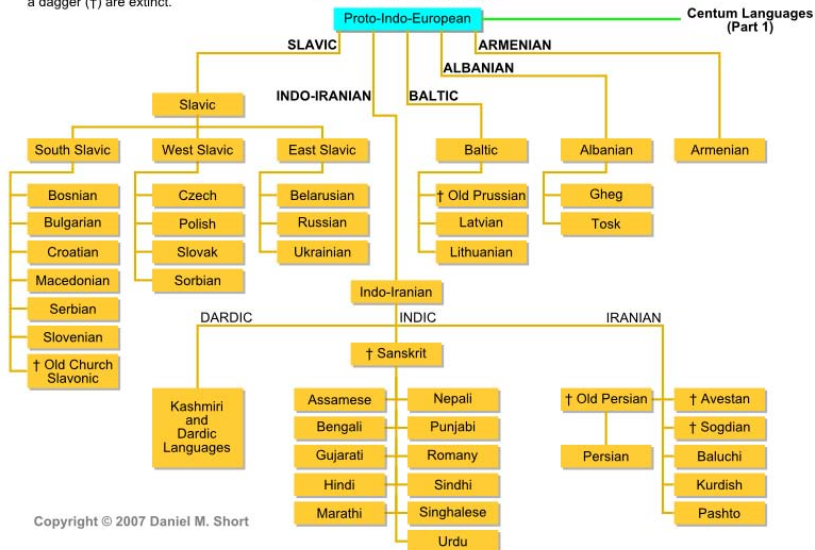 a dagger (†) are extinct.
Proto-Indo-European
Centum Languages
(Part 1)
SLAVIC
ARMENIAN
ALBANIAN
INDO-IRANIAN
BALTIC
Slavic
South Slavic
West Slavic
East Slavic
Baltic
Albanian
Armenian
Bosnian
Bulgarian
Croatian
Macedonian
Serbian
Slovenian
† Old Church
Slavonic
Czech
Polish
Slovak
Sorbian
Belarusian
Russian
Ukrainian
† Old Prussian
Latvian
Lithuanian
Gheg
Tosk
Indo-Iranian
DARDIC
INDIC
IRANIAN
Kashmiri
and
Dardic
Languages
† Sanskrit
Assamese
Bengali
Gujarati
Hindi
Marathi
Nepali
Punjabi
Romany
Sindhi
Singhalese
Urdu
† Old Persian
Persian
† Avestan
† Sogdian
Baluchi
Kurdish
Pashto
Copyright © 2007 Daniel M. Short